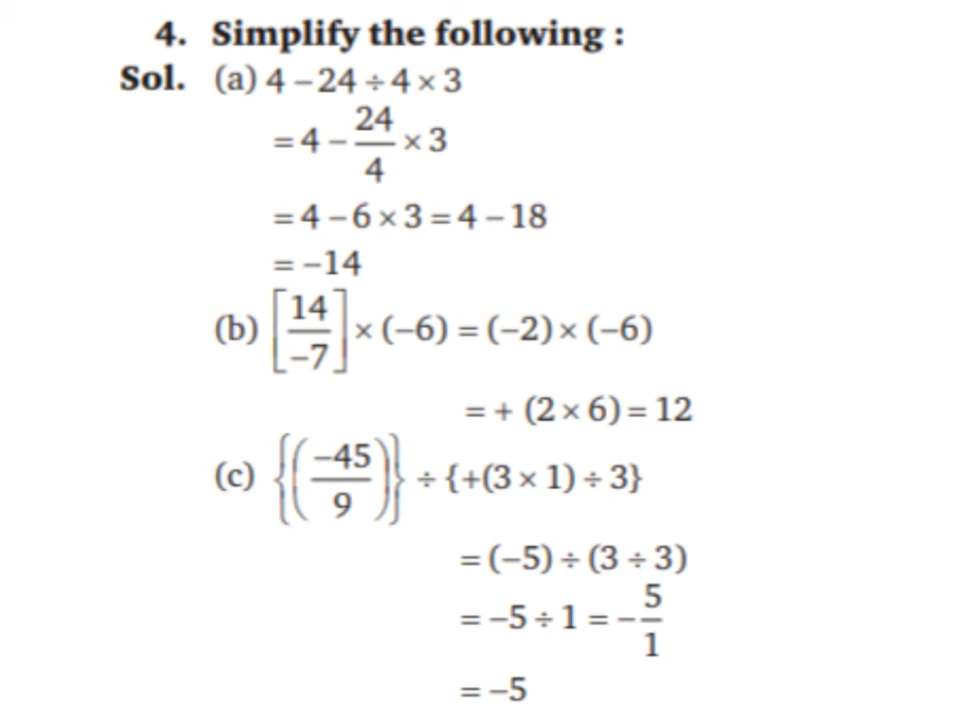 4. Simplify the following :
Sol. (a) 4 – 24 ÷ 4 × 3
= 4 – 24/4 × 3
= 4 – 6 × 3 = 4 – 18
= –14
(b) [14/–7] × (–6) = (–2) × (–6)
= + (2 × 6) = 12
(c) {(–45/9)} ÷ {+(3 × 1) ÷ 3}
= (–5) ÷ (3 ÷ 3)
= –5 ÷ 1 = –5/1
= –5